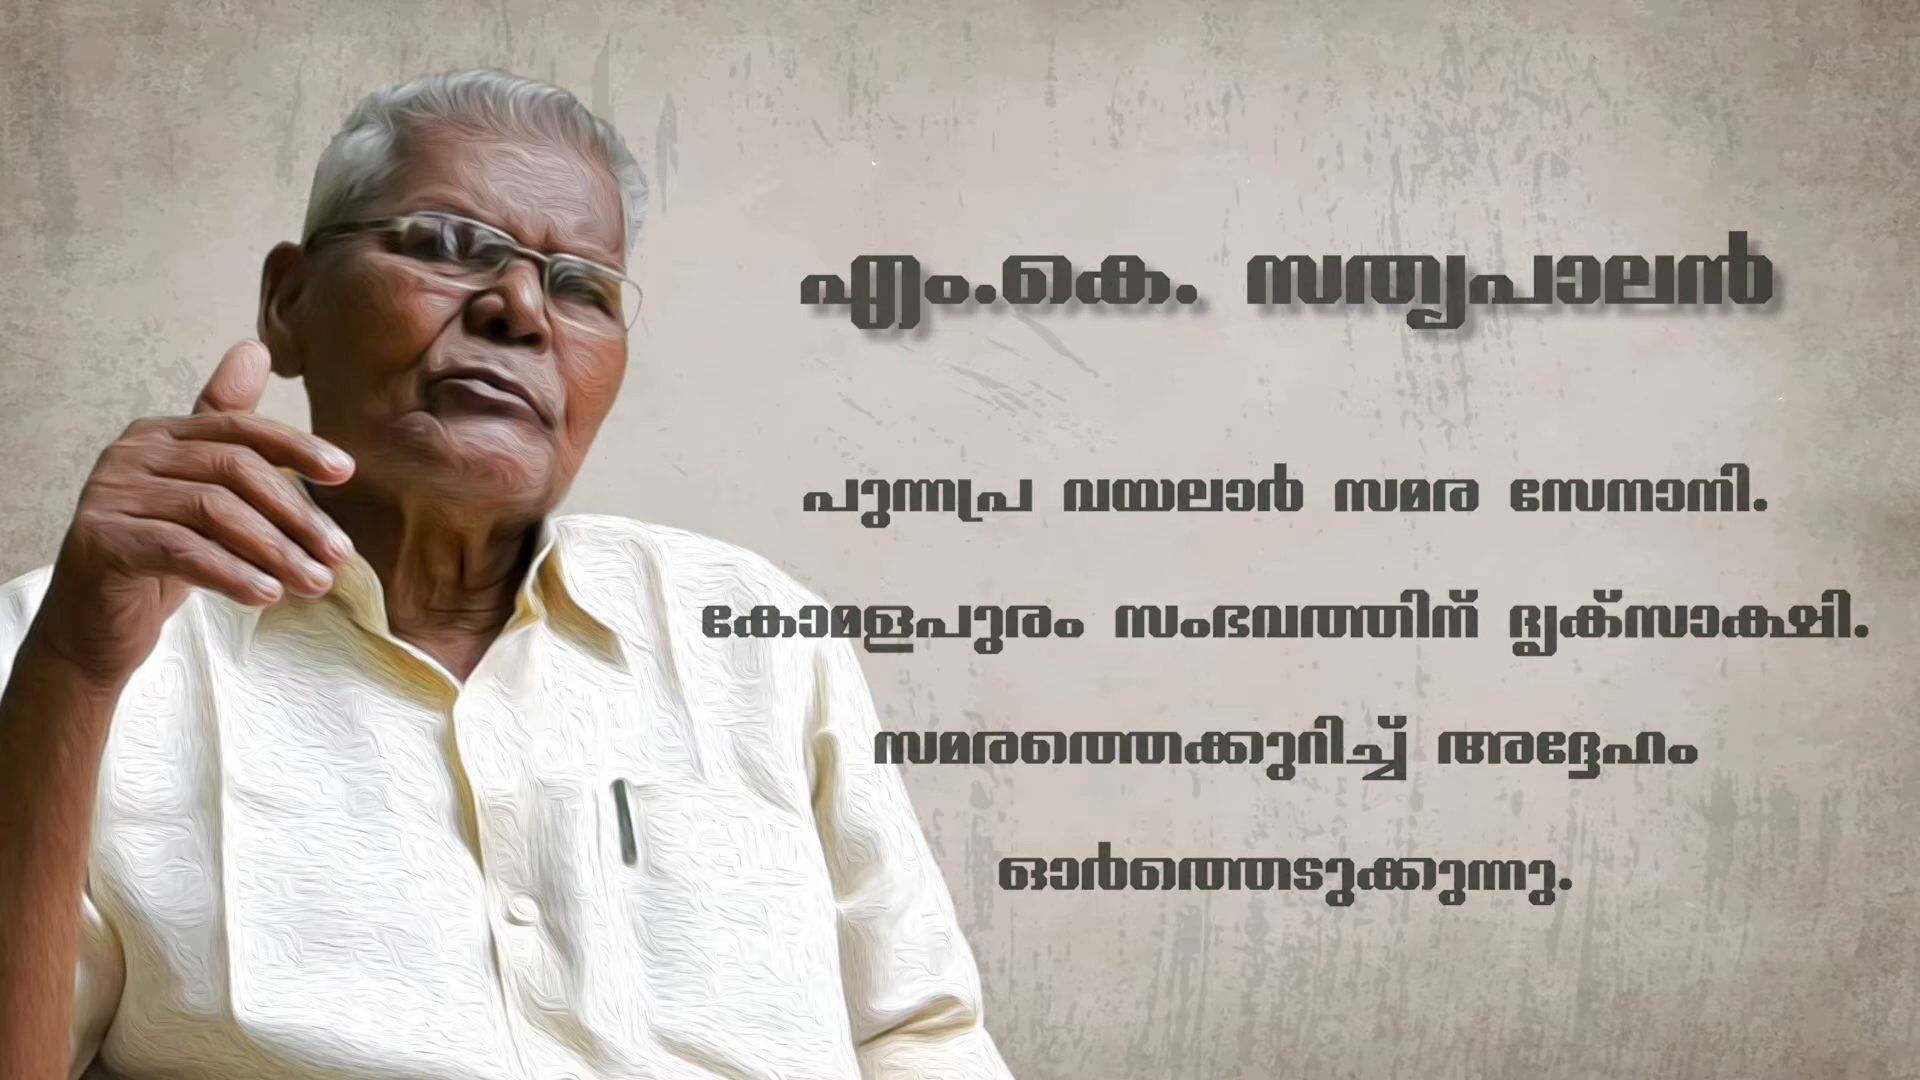 എം.കെ. സത്യപാലൻ
പുന്നപ്ര വയലാർ സമര സേനാനി.
കോമളപുരം സംഭവത്തിന് ദൃക്സാക്ഷി.
സമരത്തെക്കുറിച്ച് അദ്ദേഹം
ഓർത്തെടുക്കുന്നു.